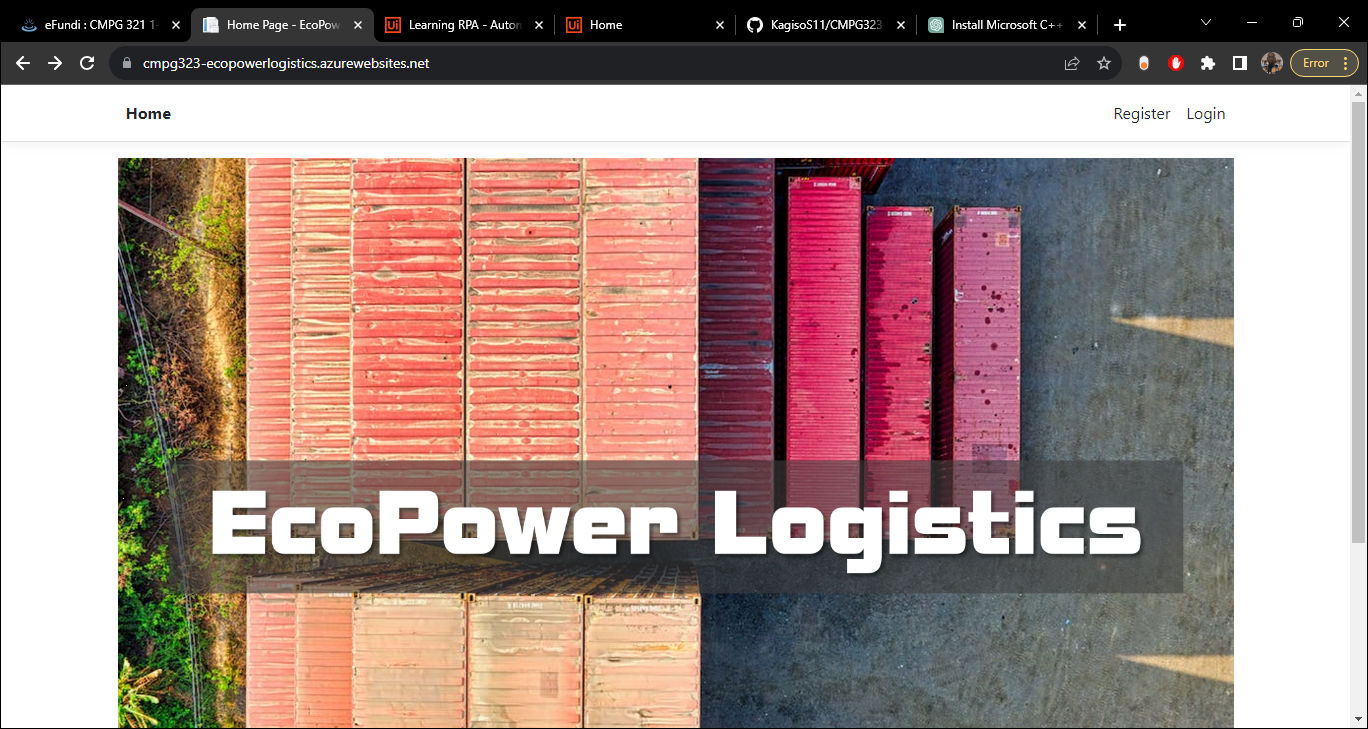 eFundi : CMPG 321 1-
Home Page - EcoPow
Learning RPA - Autom
Home
KagisoS11/CMPG323
Install Microsoft C++
cmpg323-ecopowerlogistics.azurewebsites.net
Error
Home
Register
Login
EcoPower Logistics